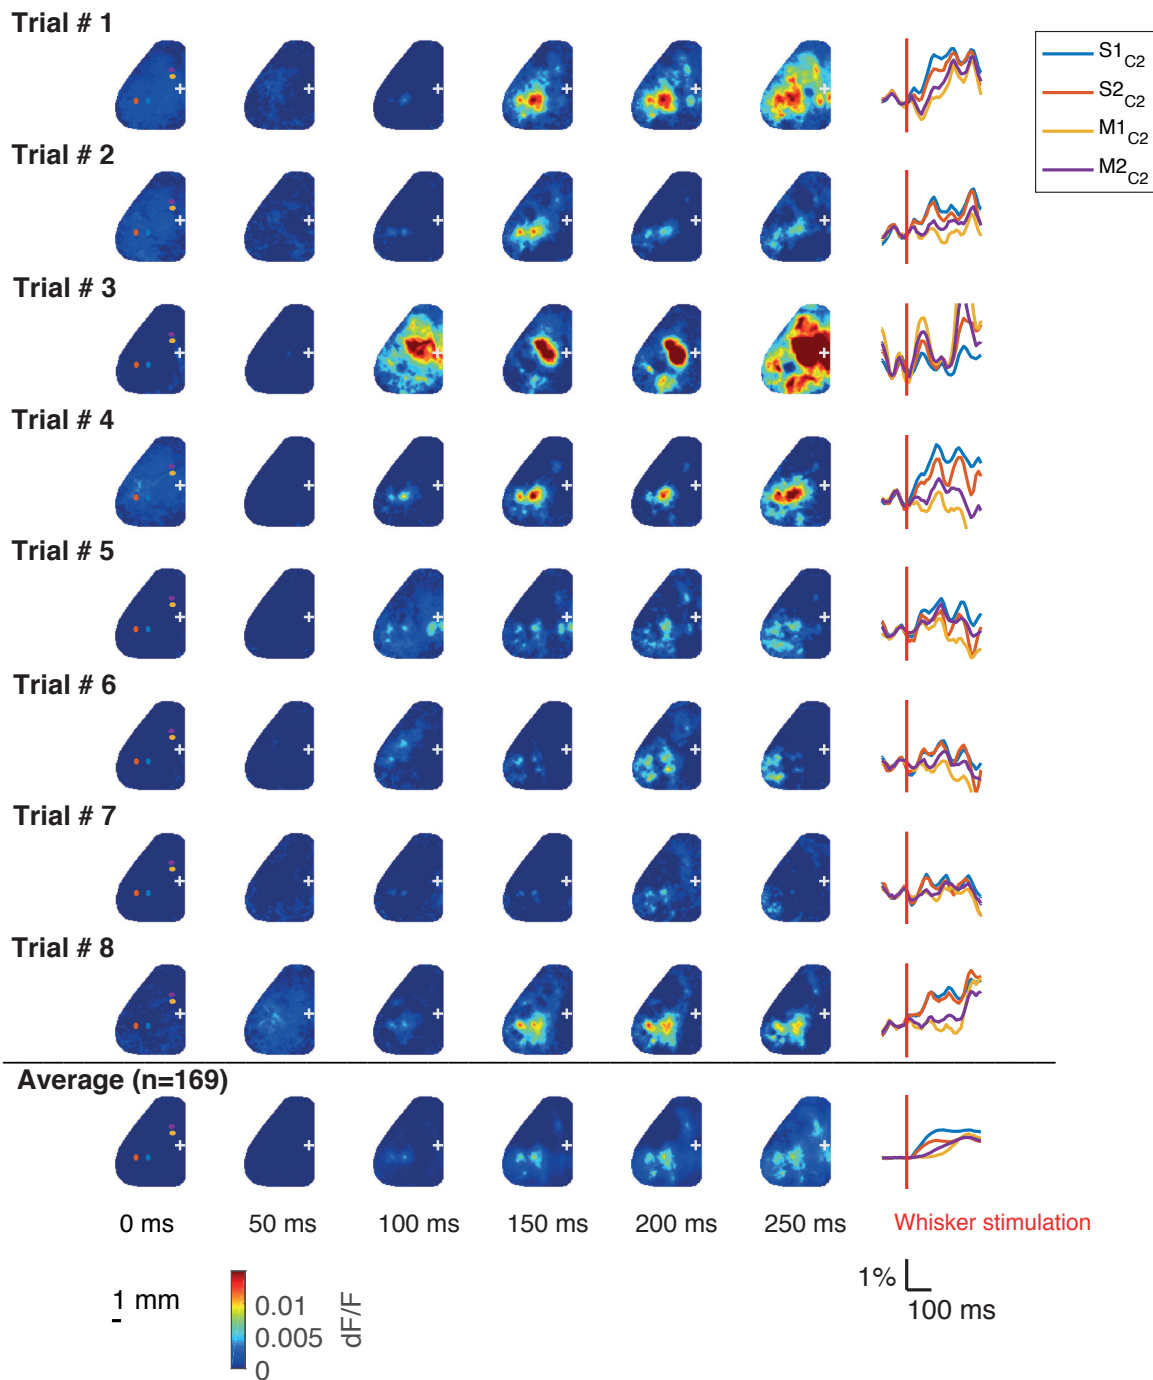 Trial # 1
S1C2
S2C2
M1C2
M2C2
Trial # 2
Trial # 3
Trial # 4
Trial # 5
Trial # 6
Trial # 7
Trial # 8
Average (n=169)
0 ms 50 ms 100 ms 150 ms 200 ms 250 ms Whisker stimulation
1 mm
0.01
0.005
0
dF/F
1%
100 ms